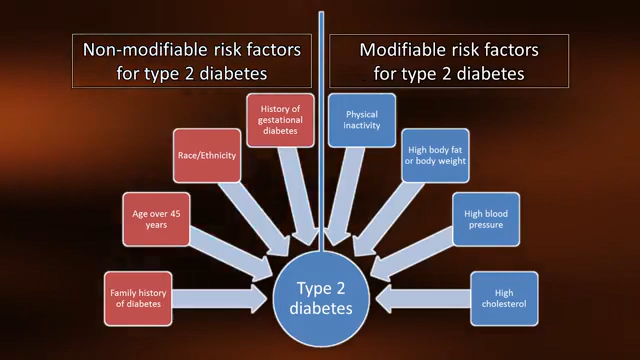 Non-modifiable risk factors
for type 2 diabetes
Modifiable risk factors
for type 2 diabetes
History of
gestational
diabetes
Physical
inactivity
Race/Ethnicity
High body fat
or body weight
Age over 45
years
High blood
pressure
Family history
of diabetes
Type 2
diabetes
High
cholesterol